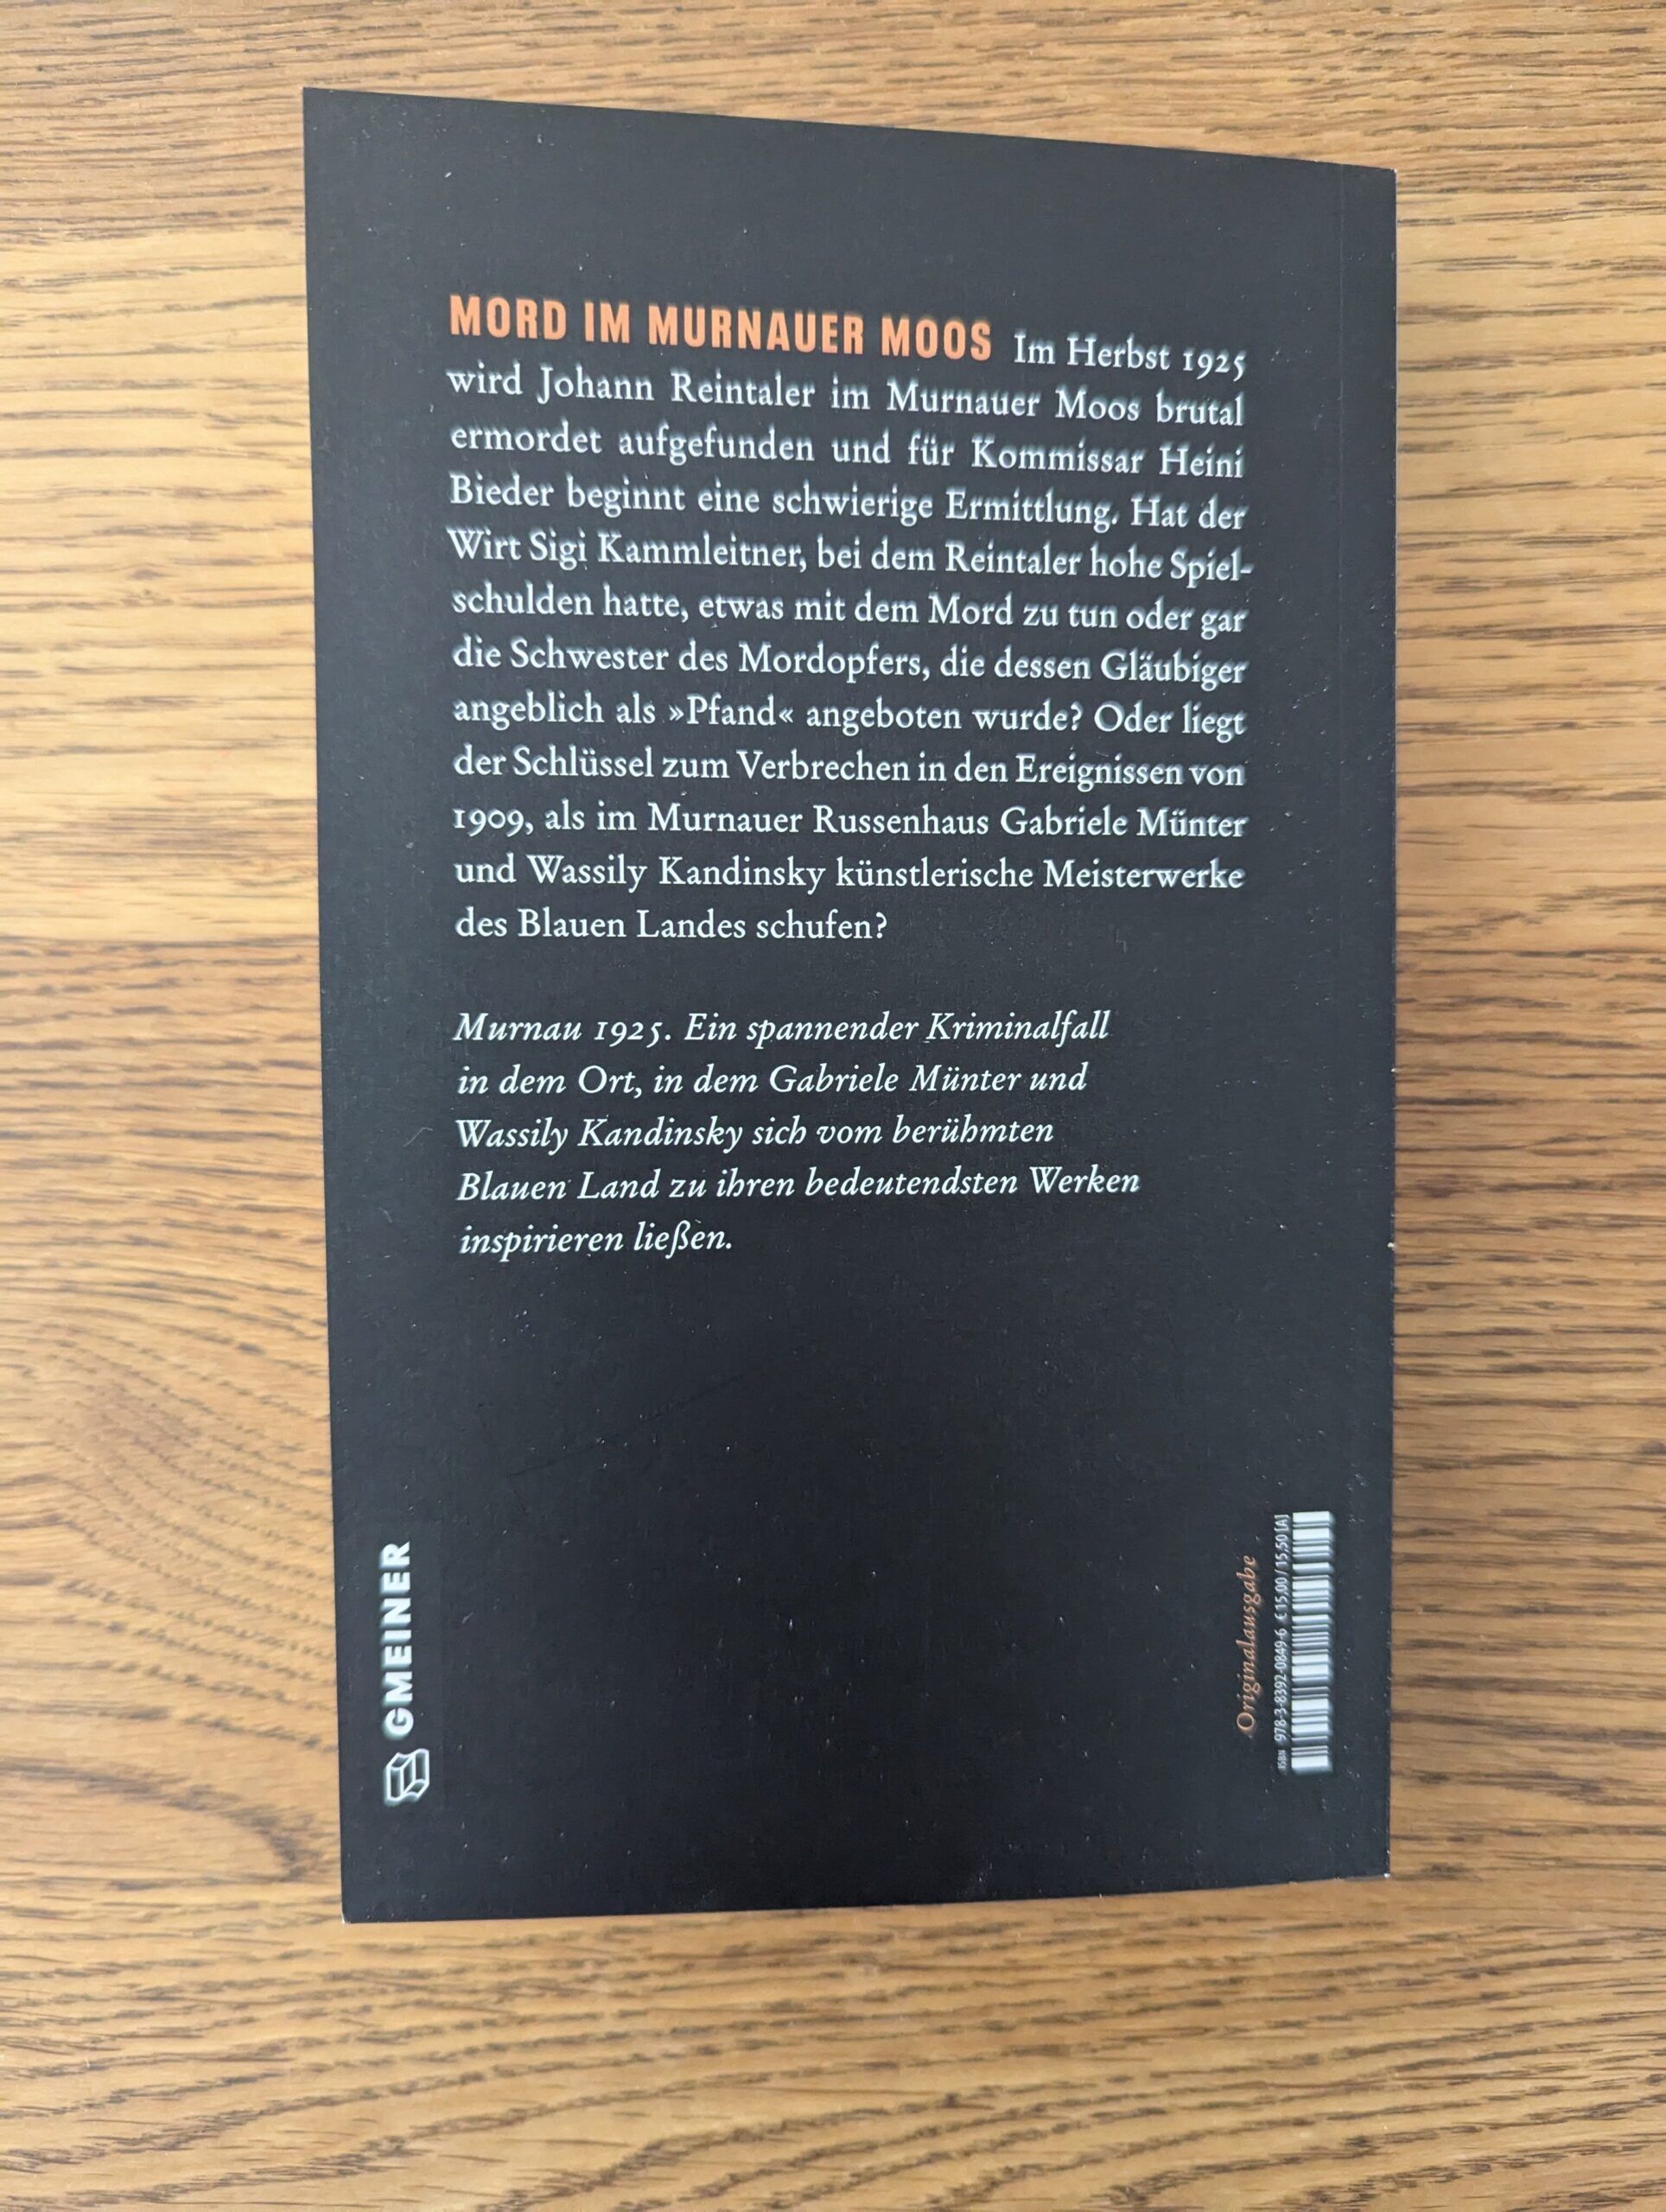 MORD IM MURNAUER MOOS Im Herbst 1925
wird Johann Reintaler im Murnauer Moos brutal
ermordet aufgefunden und für Kommissar Heini
Bieder beginnt eine schwierige Ermittlung. Hat der
Wirt Sigi Kammleitner, bei dem Reintaler hohe Spiel-
schulden hatte, etwas mit dem Mord zu tun oder gar
die Schwester des Mordopfers, die dessen Gläubiger
angeblich als »Pfand« angeboten wurde? Oder liegt
der Schlüssel zum Verbrechen in den Ereignissen von
1909, als im Murnauer Russenhaus Gabriele Münter
und Wassily Kandinsky künstlerische Meisterwerke
des Blauen Landes schufen?
Murnau 1925. Ein spannender Kriminalfall
in dem Ort, in dem Gabriele Münter und
Wassily Kandinsky sich vom berühmten
Blauen Land zu ihren bedeutendsten Werken
inspirieren ließen.
GMEINER
Originalausgabe
ISBN 978-3-8392-0849-6 € 15,00 / 15,50 [A]